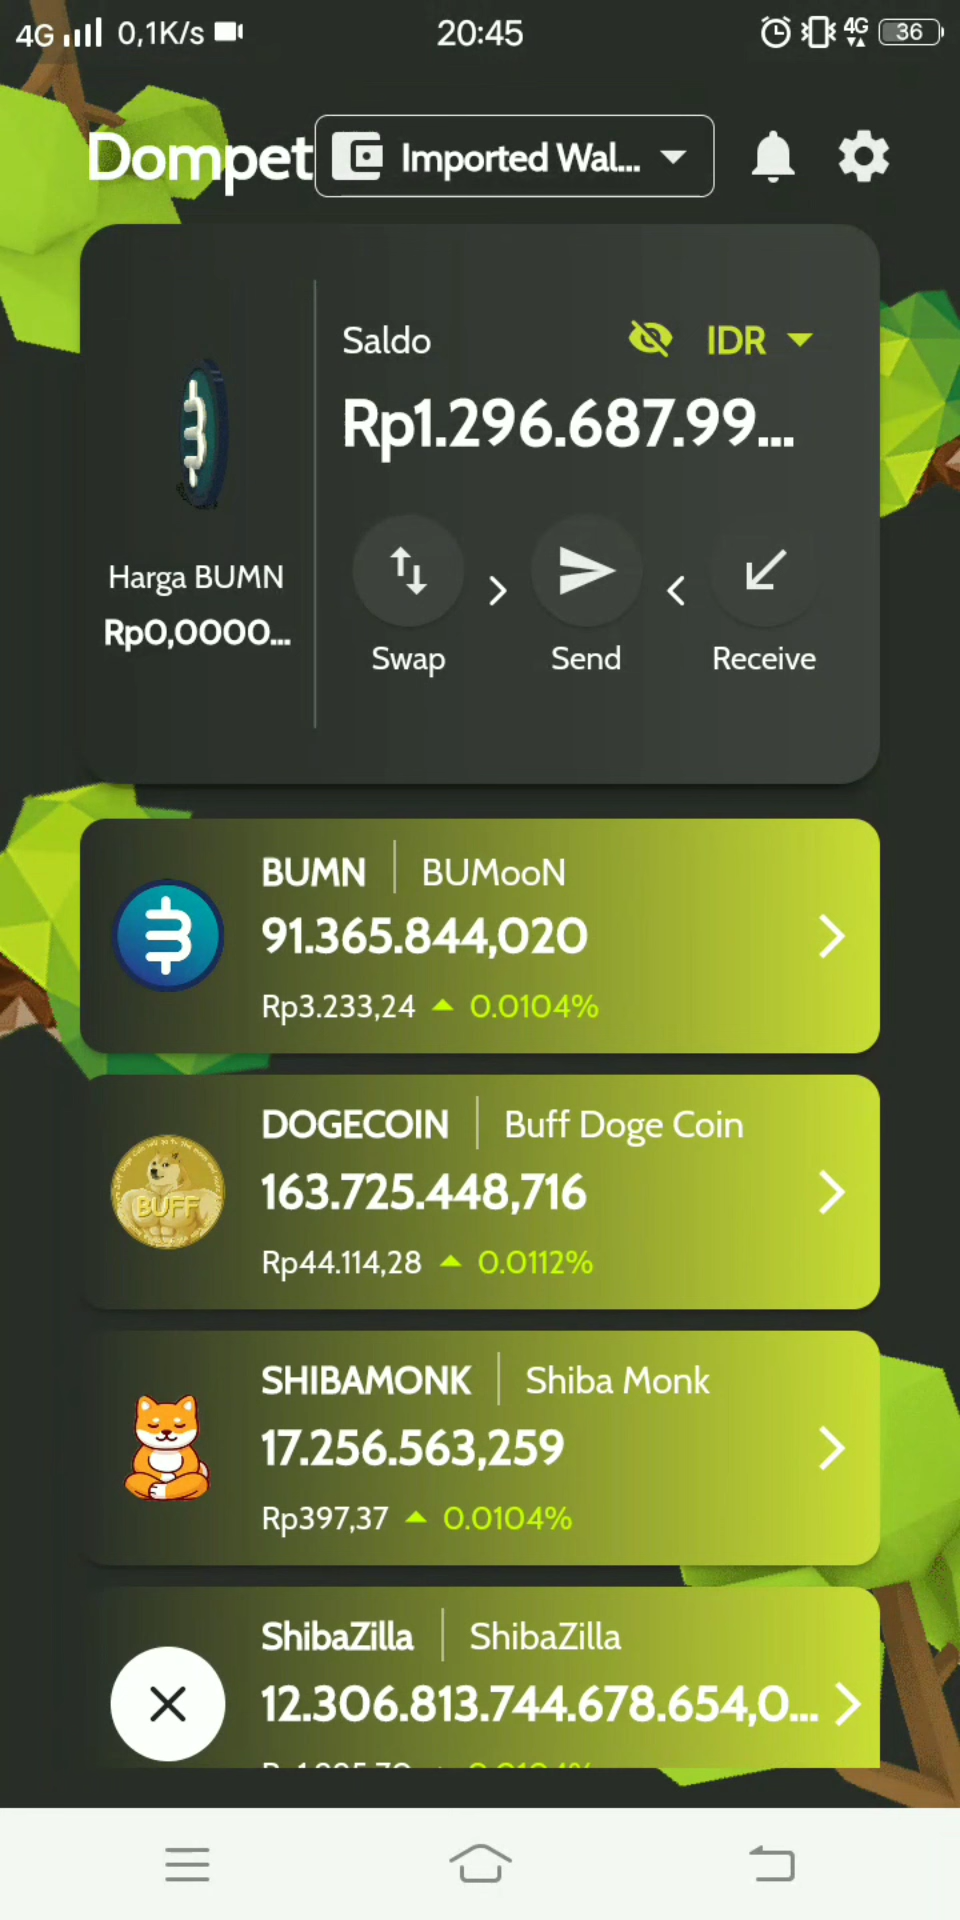 4G 0,1K/s 20:45 4G 36
Dompet Imported Wal...
Saldo IDR
Rp1.296.687.99...
Harga BUMN
Rp0,0000...
Swap Send Receive
BUMN BUMooN
91.365.844,020
Rp3.233,24 0.0104%
DOGECOIN Buff Doge Coin
BUFF
163.725.448,716
Rp44.114,28 0.0112%
SHIBAMONK Shiba Monk
17.256.563,259
Rp397,37 0.0104%
ShibaZilla ShibaZilla
12.306.813.744.678.654,0...